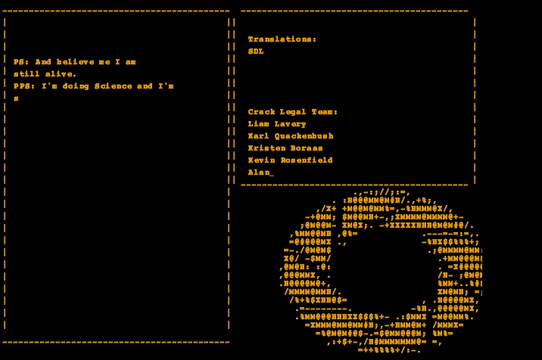 PS: And believe me I am
still alive.
PPS: I'm doing Science and I'm
s
Translations:
SDL
Crack Legal Team:
Liam Lavery
Karl Quackenbush
Kristen Boraas
Kevin Rosenfield
Alan_